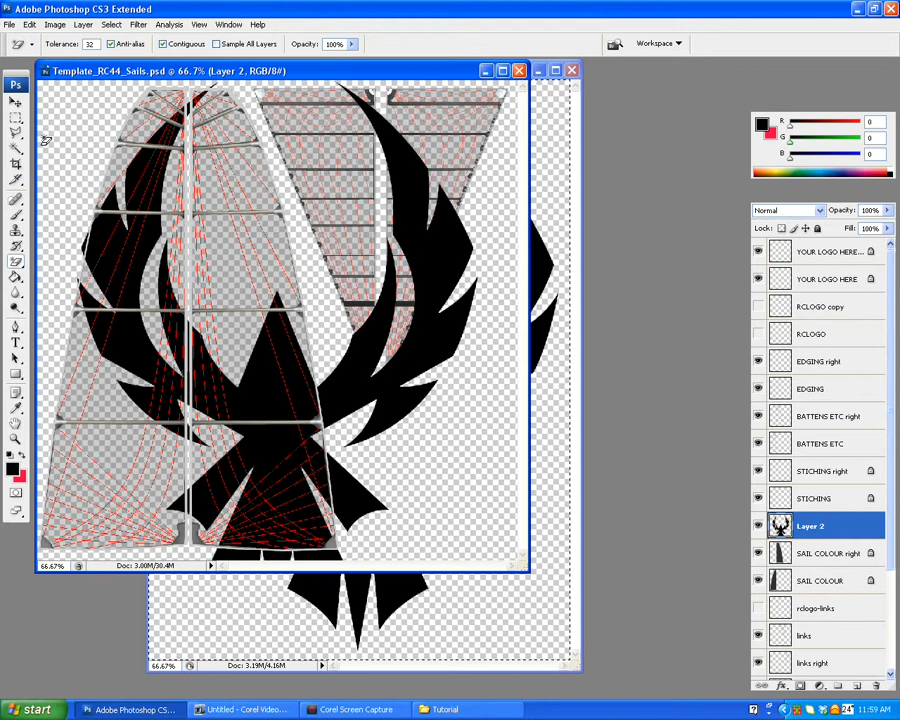 Adobe Photoshop CS3 Extended
File Edit Image Layer Select Filter Analysis View Window Help
Tolerance: 32 Anti-alias Contiguous Sample All Layers Opacity: 100% Workspace
Template_RC44_Sails.psd @ 66.7% (Layer 2, RGB/8#)
Ps
T
R 0
G 0
B 0
Normal Opacity: 100%
Lock: Fill: 100%
YOUR LOGO HERE...
YOUR LOGO HERE
RCLOGO copy
RCLOGO
EDGING right
EDGING
BATTENS ETC right
BATTENS ETC
STICHING right
STICHING
Layer 2
SAIL COLOUR right
SAIL COLOUR
rclogo-links
links
links right
66.67% Doc: 3.00M/30.4M
66.67% Doc: 3.19M/4.16M
start Adobe Photoshop CS... Untitled - Corel Video... Corel Screen Capture Tutorial 24° 11:59 AM